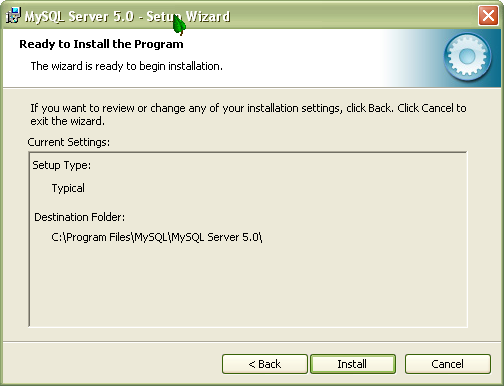 MySQL Server 5.0 - Setup Wizard
Ready to Install the Program
The wizard is ready to begin installation.
If you want to review or change any of your installation settings, click Back. Click Cancel to
exit the wizard.
Current Settings:
Setup Type:
Typical
Destination Folder:
C:\Program Files\MySQL\MySQL Server 5.0\
< Back
Install
Cancel